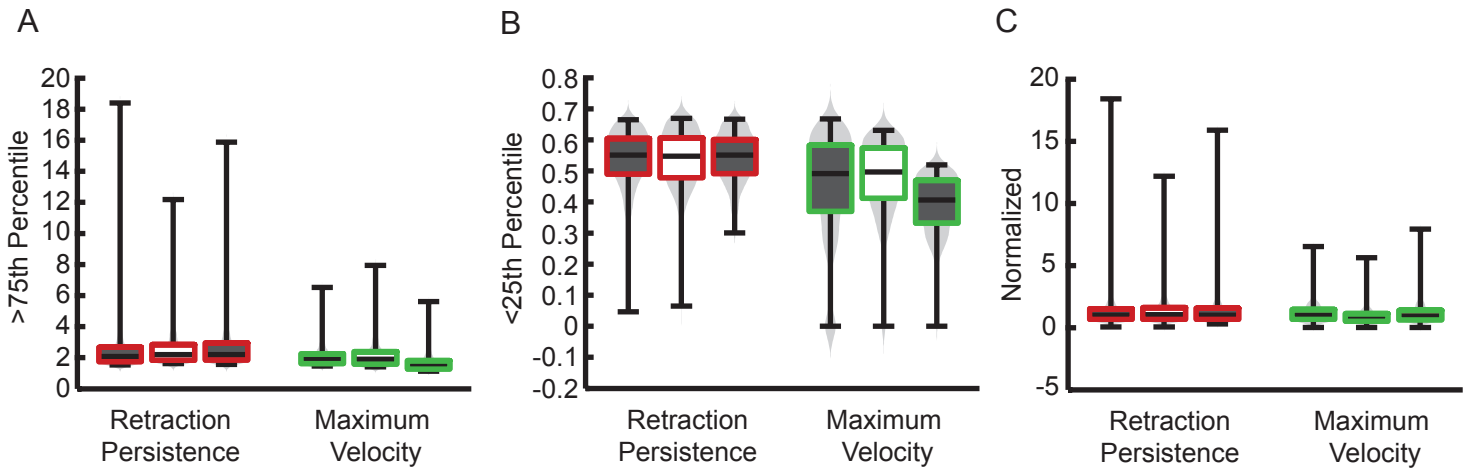 A
>75th Percentile
20
18
16
14
12
10
8
6
4
2
0
Retraction
Persistence
Maximum
Velocity
B
<25th Percentile
0.8
0.7
0.6
0.5
0.4
0.3
0.2
0.1
0
-0.1
-0.2
Retraction
Persistence
Maximum
Velocity
C
Normalized
20
15
10
5
0
-5
Retraction
Persistence
Maximum
Velocity